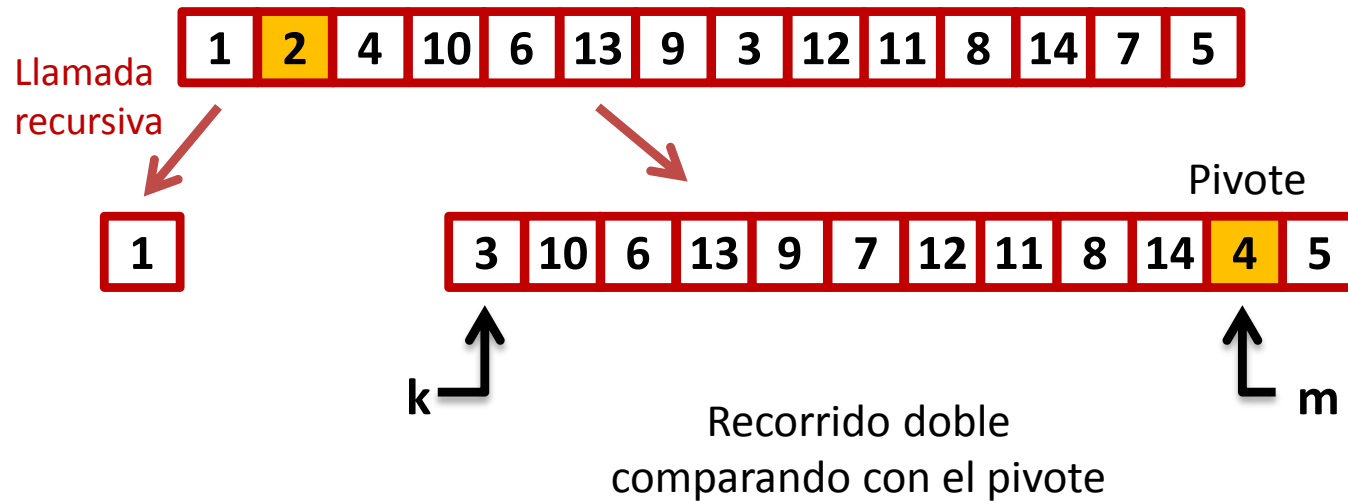 1 2 4 10 6 13 9 3 12 11 8 14 7 5
Llamada
recursiva
Pivote
1
3 10 6 13 9 7 12 11 8 14 4 5
k
m
Recorrido doble
comparando con el pivote